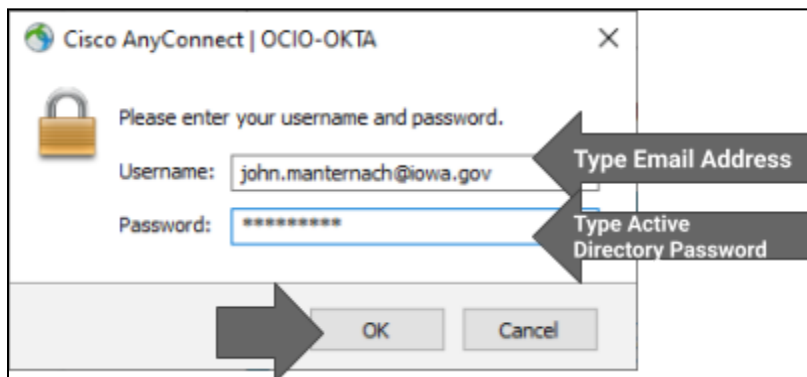 Cisco AnyConnect | OCIO-OKTA
Please enter your username and password.
Username: john.manternach@iowa.gov
Type Email Address
Password: *********
Type Active
Directory Password
OK Cancel